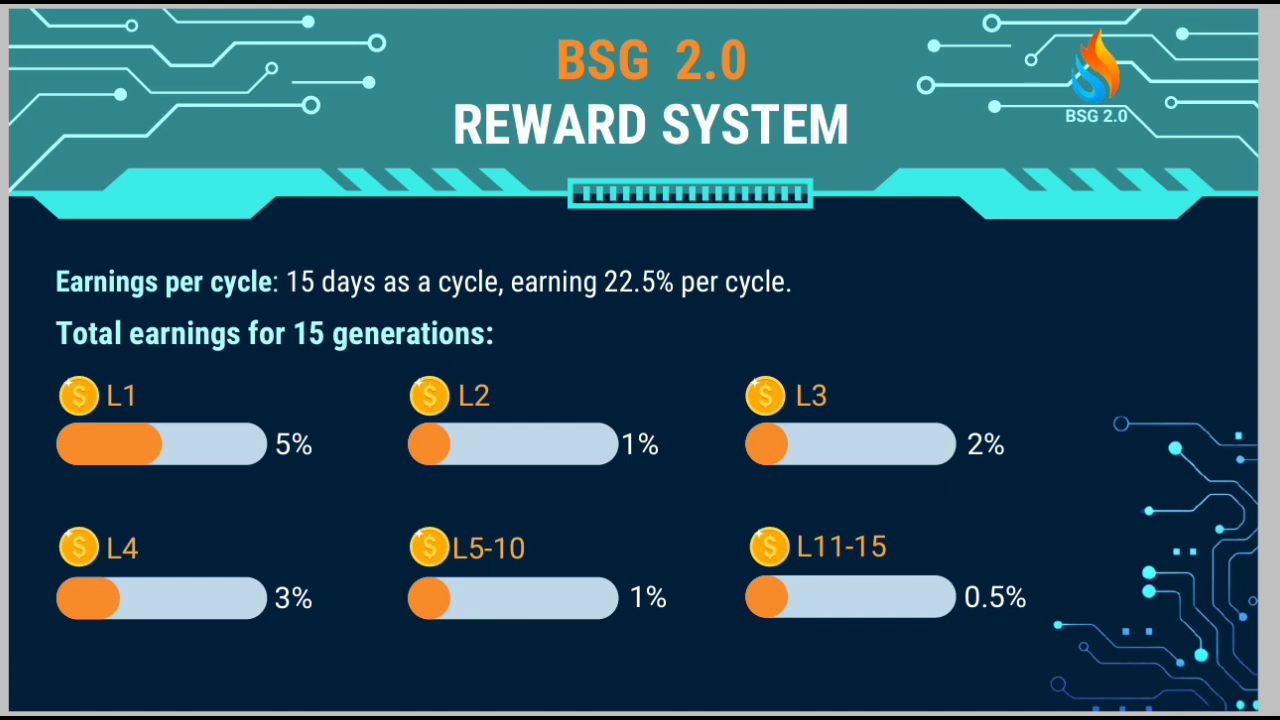 BSG 2.0
REWARD SYSTEM
BSG 2.0
Earnings per cycle: 15 days as a cycle, earning 22.5% per cycle.
Total earnings for 15 generations:
$ L1 $ L2 $ L3
5% 1% 2%
$ L4 $ L5-10 $ L11-15
3% 1% 0.5%